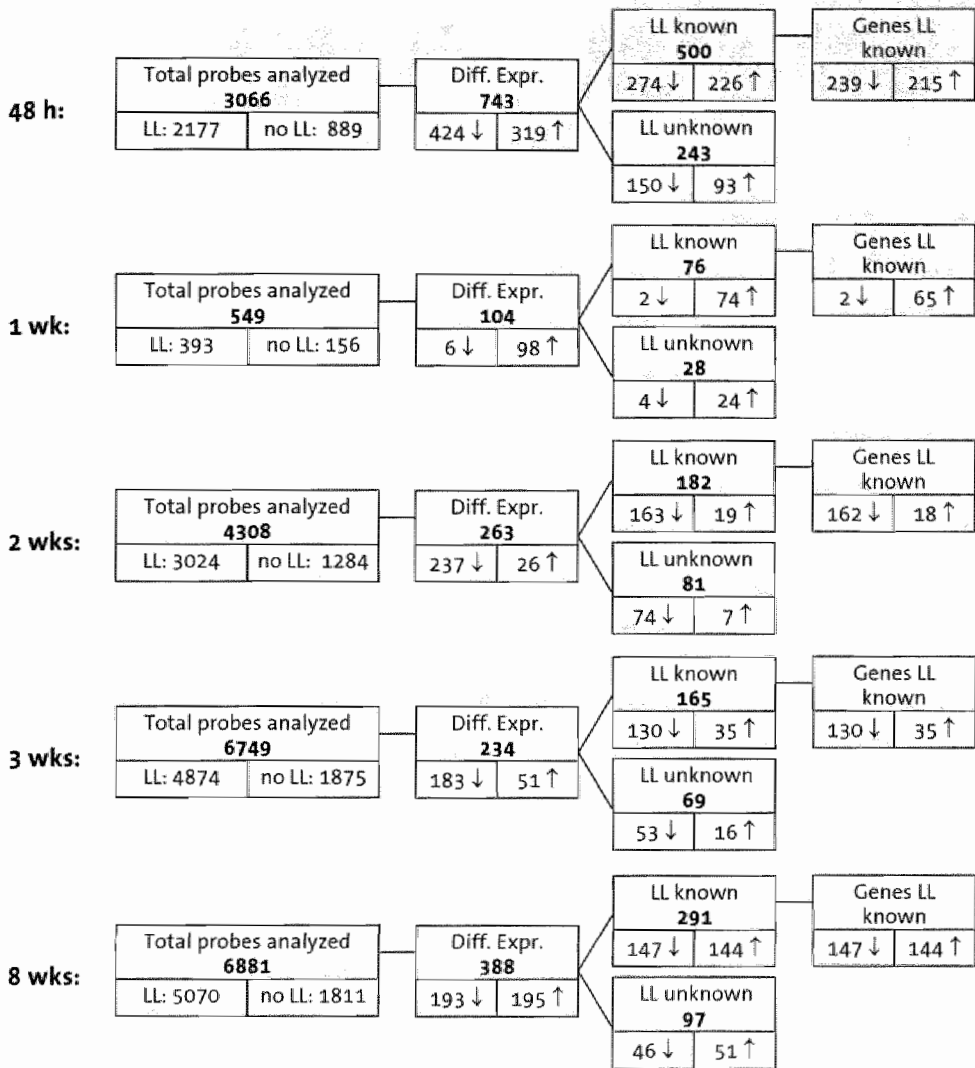 48 h:
Total probes analyzed
3066
LL: 2177 no LL: 889
Diff. Expr.
743
424 ↓ 319 ↑
LL known
500
274 ↓ 226 ↑
Genes LL
known
239 ↓ 215 ↑
LL unknown
243
150 ↓ 93 ↑
1 wk:
Total probes analyzed
549
LL: 393 no LL: 156
Diff. Expr.
104
6 ↓ 98 ↑
LL known
76
2 ↓ 74 ↑
Genes LL
known
2 ↓ 65 ↑
LL unknown
28
4 ↓ 24 ↑
2 wks:
Total probes analyzed
4308
LL: 3024 no LL: 1284
Diff. Expr.
263
237 ↓ 26 ↑
LL known
182
163 ↓ 19 ↑
Genes LL
known
162 ↓ 18 ↑
LL unknown
81
74 ↓ 7 ↑
3 wks:
Total probes analyzed
6749
LL: 4874 no LL: 1875
Diff. Expr.
234
183 ↓ 51 ↑
LL known
165
130 ↓ 35 ↑
Genes LL
known
130 ↓ 35 ↑
LL unknown
69
53 ↓ 16 ↑
8 wks:
Total probes analyzed
6881
LL: 5070 no LL: 1811
Diff. Expr.
388
193 ↓ 195 ↑
LL known
291
147 ↓ 144 ↑
Genes LL
known
147 ↓ 144 ↑
LL unknown
97
46 ↓ 51 ↑